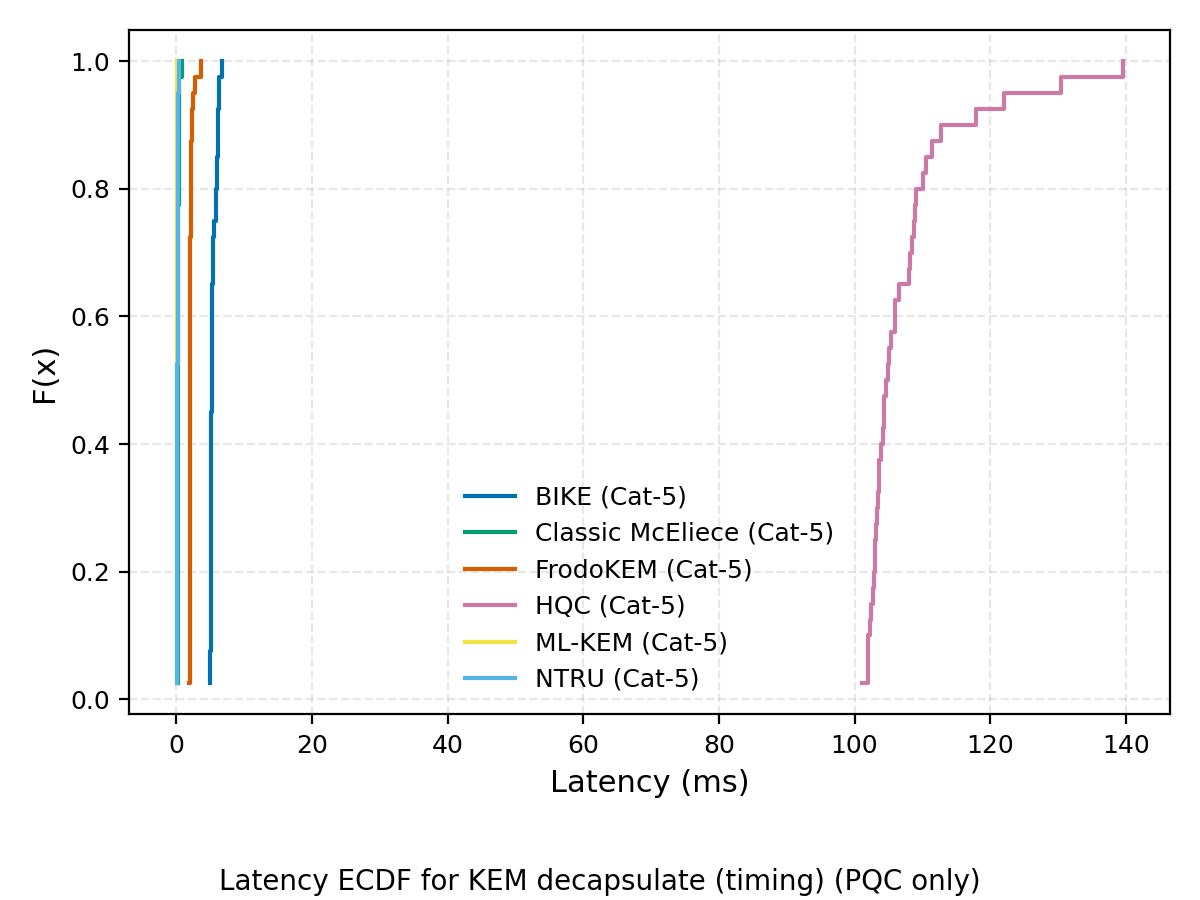 1.0
0.8
0.6
0.4
0.2
0.0
F(x)
BIKE (Cat-5)
Classic McEliece (Cat-5)
FrodoKEM (Cat-5)
HQC (Cat-5)
ML-KEM (Cat-5)
NTRU (Cat-5)
0 20 40 60 80 100 120 140
Latency (ms)
Latency ECDF for KEM decapsulate (timing) (PQC only)